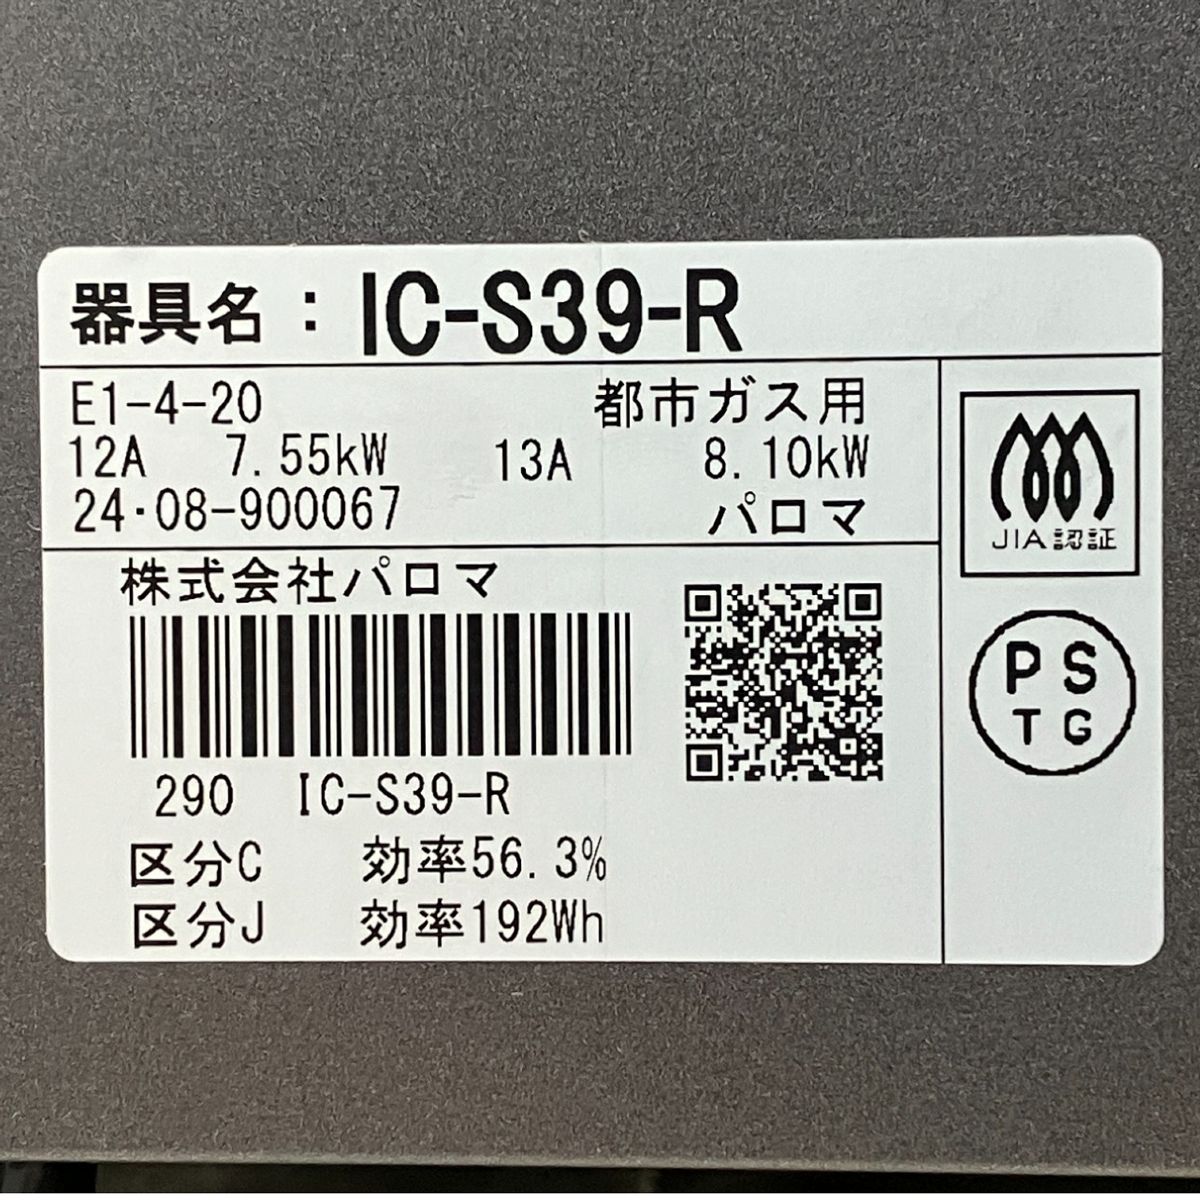 器具名：IC-S39-R
E1-4-20 都市ガス用
12A 7.55kW 13A 8.10kW
24・08-900067 パロマ
JIA認証
株式会社パロマ
PS
TG
290 IC-S39-R
区分C 効率56.3%
区分J 効率192Wh